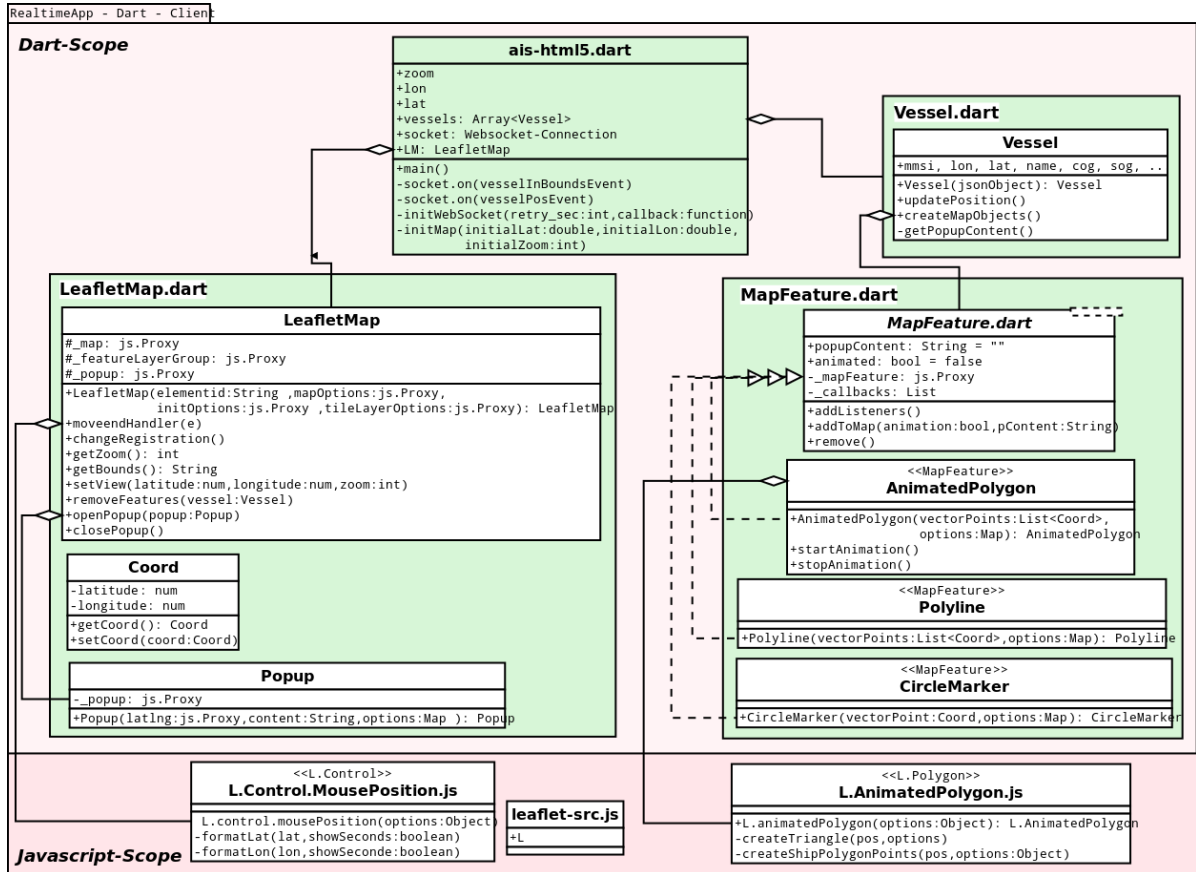 RealtimeApp - Dart - Client
Dart-Scope
ais-html5.dart
+zoom
+lon
+lat
+vessels: Array<Vessel>
+socket: Websocket-Connection
+LM: LeafletMap
+main()
-socket.on(vesselInBoundsEvent)
-socket.on(vesselPosEvent)
-initWebSocket(retry_sec:int,callback:function)
-initMap(initialLat:double,initialLon:double,
initialZoom:int)
Vessel.dart
Vessel
+mmsi, lon, lat, name, cog, sog, ..
+Vessel(jsonObject): Vessel
+updatePosition()
+createMapObjects()
-getPopupContent()
LeafletMap.dart
LeafletMap
#_map: js.Proxy
#_featureLayerGroup: js.Proxy
#_popup: js.Proxy
+LeafletMap(elementid:String ,mapOptions:js.Proxy,
initOptions:js.Proxy ,tileLayerOptions:js.Proxy): LeafletMap
+moveendHandler(e)
+changeRegistration()
+getZoom(): int
+getBounds(): String
+setView(latitude:num,longitude:num,zoom:int)
+removeFeatures(vessel:Vessel)
+openPopup(popup:Popup)
+closePopup()
Coord
-latitude: num
-longitude: num
+getCoord(): Coord
+setCoord(coord:Coord)
Popup
-_popup: js.Proxy
+Popup(latlng:js.Proxy,content:String,options:Map ): Popup
MapFeature.dart
MapFeature.dart
+popupContent: String = ""
+animated: bool = false
-_mapFeature: js.Proxy
-_callbacks: List
+addListeners()
+addToMap(animation:bool,pContent:String)
+remove()
<<MapFeature>>
AnimatedPolygon
+AnimatedPolygon(vectorPoints:List<Coord>,
options:Map): AnimatedPolygon
+startAnimation()
+stopAnimation()
<<MapFeature>>
Polyline
+Polyline(vectorPoints:List<Coord>,options:Map): Polyline
<<MapFeature>>
CircleMarker
+CircleMarker(vectorPoint:Coord,options:Map): CircleMarker
<<L.Control>>
L.Control.MousePosition.js
L.control.mousePosition(options:Object)
-formatLat(lat,showSeconds:boolean)
-formatLon(lon,showSeconde:boolean)
leaflet-src.js
+L
<<L.Polygon>>
L.AnimatedPolygon.js
+L.animatedPolygon(options:Object): L.AnimatedPolygon
-createTriangle(pos,options)
-createShipPolygonPoints(pos,options:Object)
Javascript-Scope